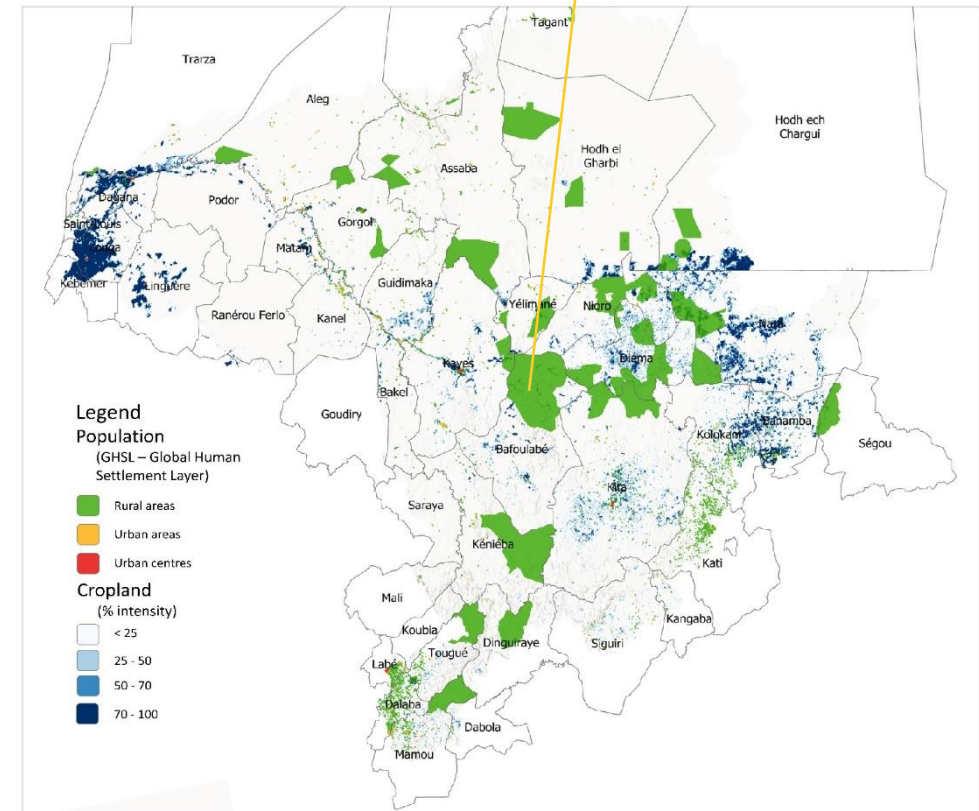 Tagant
Trarza
Aleg
Hodh ech
Chargui
Hodh el
Gharbi
Assaba
Dagana
Podor
Gorgol
Saint Louis
Matam
Louga
Guidimaka
Kebemer
Linguere
Yélimané
Nioro
Ranérou Ferlo
Kanel
Nara
Kayes
Diéma
Bakel
Goudiry
Kolokani
Banamba
Ségou
Bafoulabé
Legend
Population
(GHSL – Global Human
Settlement Layer)
Rural areas
Urban areas
Urban centres
Cropland
(% intensity)
< 25
25 - 50
50 - 70
70 - 100
Kita
Saraya
Kéniéba
Kati
Mali
Koubia
Kangaba
Dinguiraye
Siguiri
Tougué
Labé
Dalaba
Dabola
Mamou